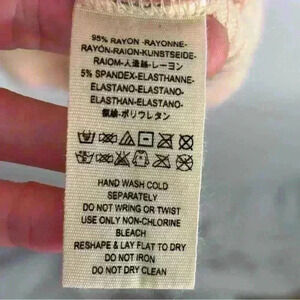 95% RAYON -RAYONNE-
RAYON-RAION-KUNSTSEIDE-
RAIOM-人造絲-レーヨン
5% SPANDEX-ELASTHANNE-
ELASTANO-ELASTANO-
ELASTHAN-ELASTANO-
氨綸-ポリウレタン
HAND WASH COLD
SEPARATELY
DO NOT WRING OR TWIST
USE ONLY NON-CHLORINE
BLEACH
RESHAPE & LAY FLAT TO DRY
DO NOT IRON
DO NOT DRY CLEAN